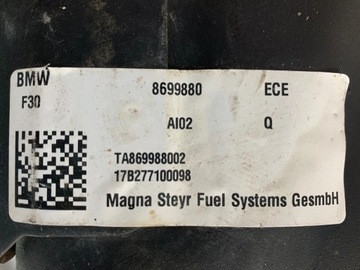 BMW 8699880 ECE
F30 AI02 Q
TA869988002
17B277100098
Magna Steyr Fuel Systems GesmbH